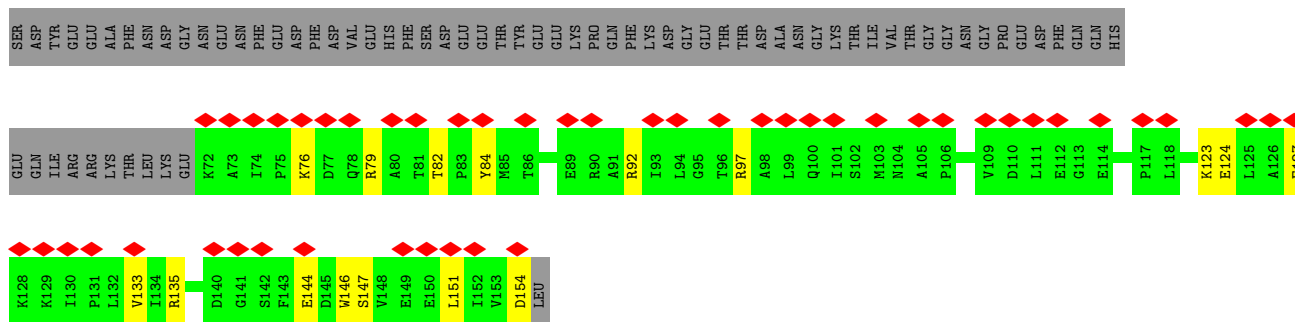 SER ASP TYR GLU GLU ALA PHE ASN ASP GLY ASN GLU ASN PHE GLU ASP PHE ASP VAL GLU HIS PHE SER ASP GLU GLU THR TYR GLU GLU LYS PRO GLN PHE LYS ASP GLY GLU THR THR ASP ALA ASN GLY LYS THR ILE VAL THR GLY GLY ASN GLY PRO GLU ASP PHE GLN GLN HIS
GLU GLN ILE ARG ARG LYS THR LEU LYS GLU K72 A73 I74 P75 K76 D77 Q78 R79 A80 T81 T82 P83 Y84 M85 T86 E89 R90 A91 R92 I93 L94 G95 T96 R97 A98 L99 Q100 I101 S102 M103 N104 A105 P106 V109 D110 L111 E112 G113 E114 P117 L118 K123 E124 L125 A126
K128 K129 I130 P131 L132 V133 I134 R135 D140 G141 S142 F143 E144 D145 W146 S147 V148 E149 E150 L151 I152 V153 D154 LEU